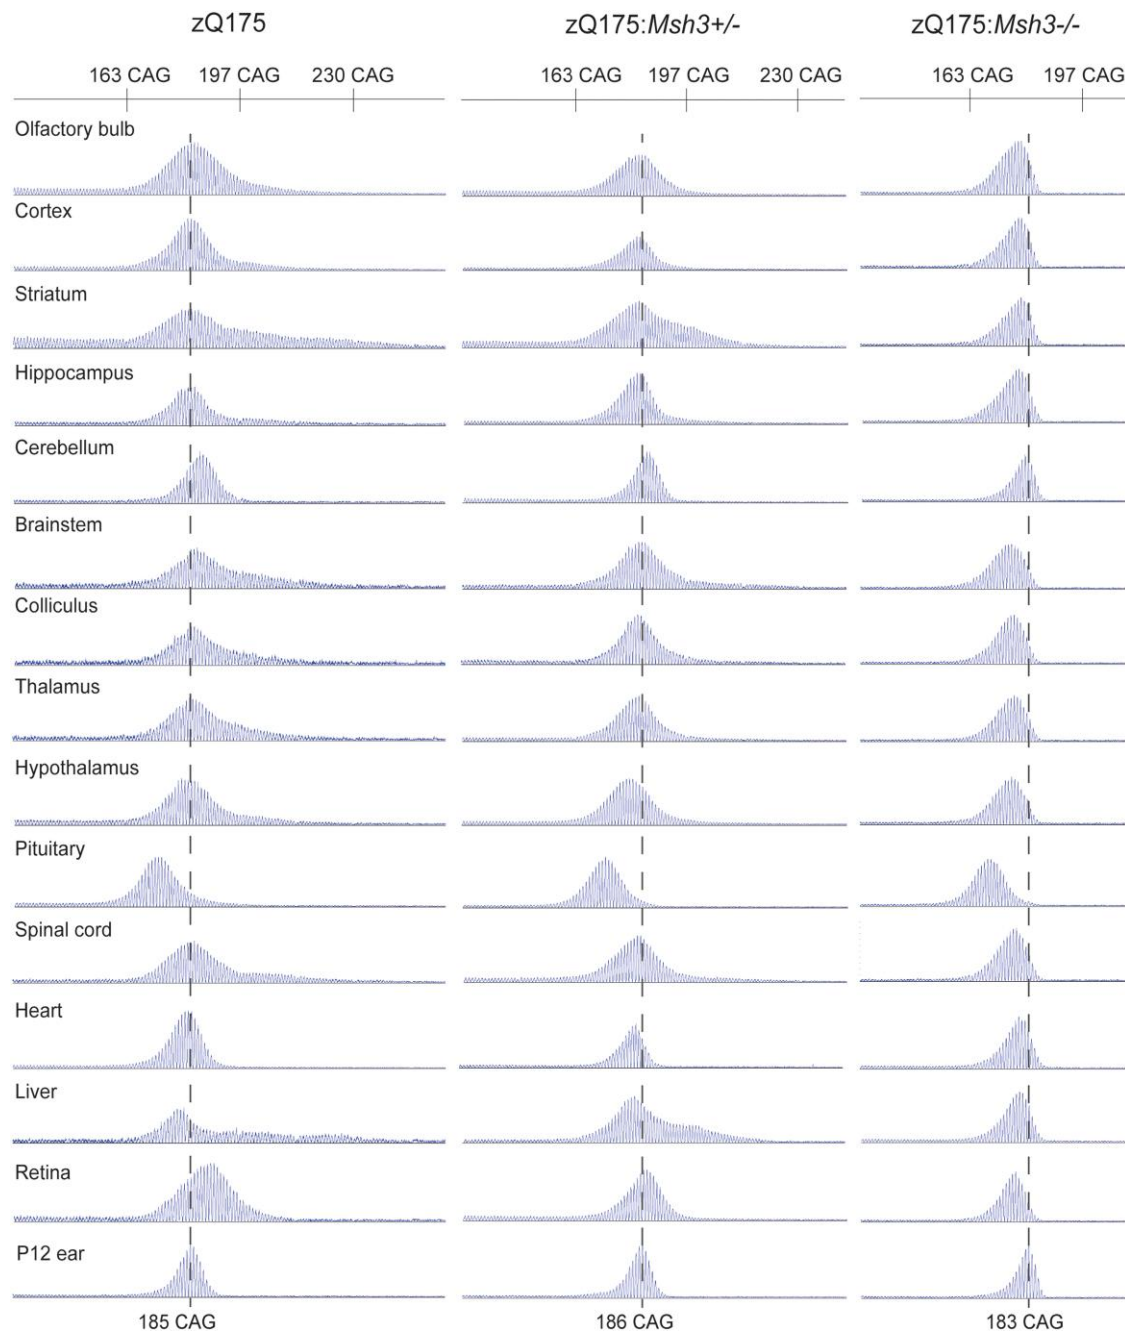 zQ175 zQ175:Msh3+/- zQ175:Msh3-/-
163 CAG 197 CAG 230 CAG 163 CAG 197 CAG 230 CAG 163 CAG 197 CAG
Olfactory bulb
Cortex
Striatum
Hippocampus
Cerebellum
Brainstem
Colliculus
Thalamus
Hypothalamus
Pituitary
Spinal cord
Heart
Liver
Retina
P12 ear
185 CAG 186 CAG 183 CAG